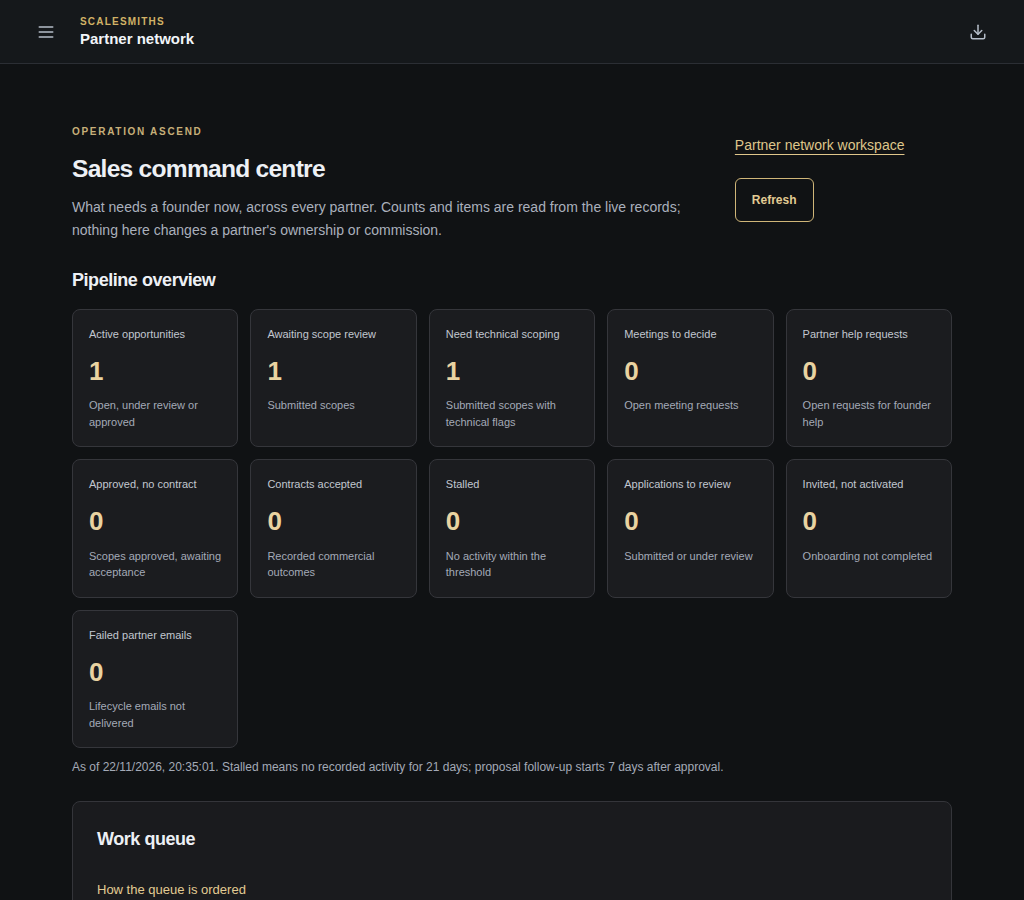 SCALESMITHS
Partner network
OPERATION ASCEND
Sales command centre
What needs a founder now, across every partner. Counts and items are read from the live records;
nothing here changes a partner's ownership or commission.
Partner network workspace
Refresh
Pipeline overview
Active opportunities
1
Open, under review or
approved
Awaiting scope review
1
Submitted scopes
Need technical scoping
1
Submitted scopes with
technical flags
Meetings to decide
0
Open meeting requests
Partner help requests
0
Open requests for founder
help
Approved, no contract
0
Scopes approved, awaiting
acceptance
Contracts accepted
0
Recorded commercial
outcomes
Stalled
0
No activity within the
threshold
Applications to review
0
Submitted or under review
Invited, not activated
0
Onboarding not completed
Failed partner emails
0
Lifecycle emails not
delivered
As of 22/11/2026, 20:35:01. Stalled means no recorded activity for 21 days; proposal follow-up starts 7 days after approval.
Work queue
How the queue is ordered